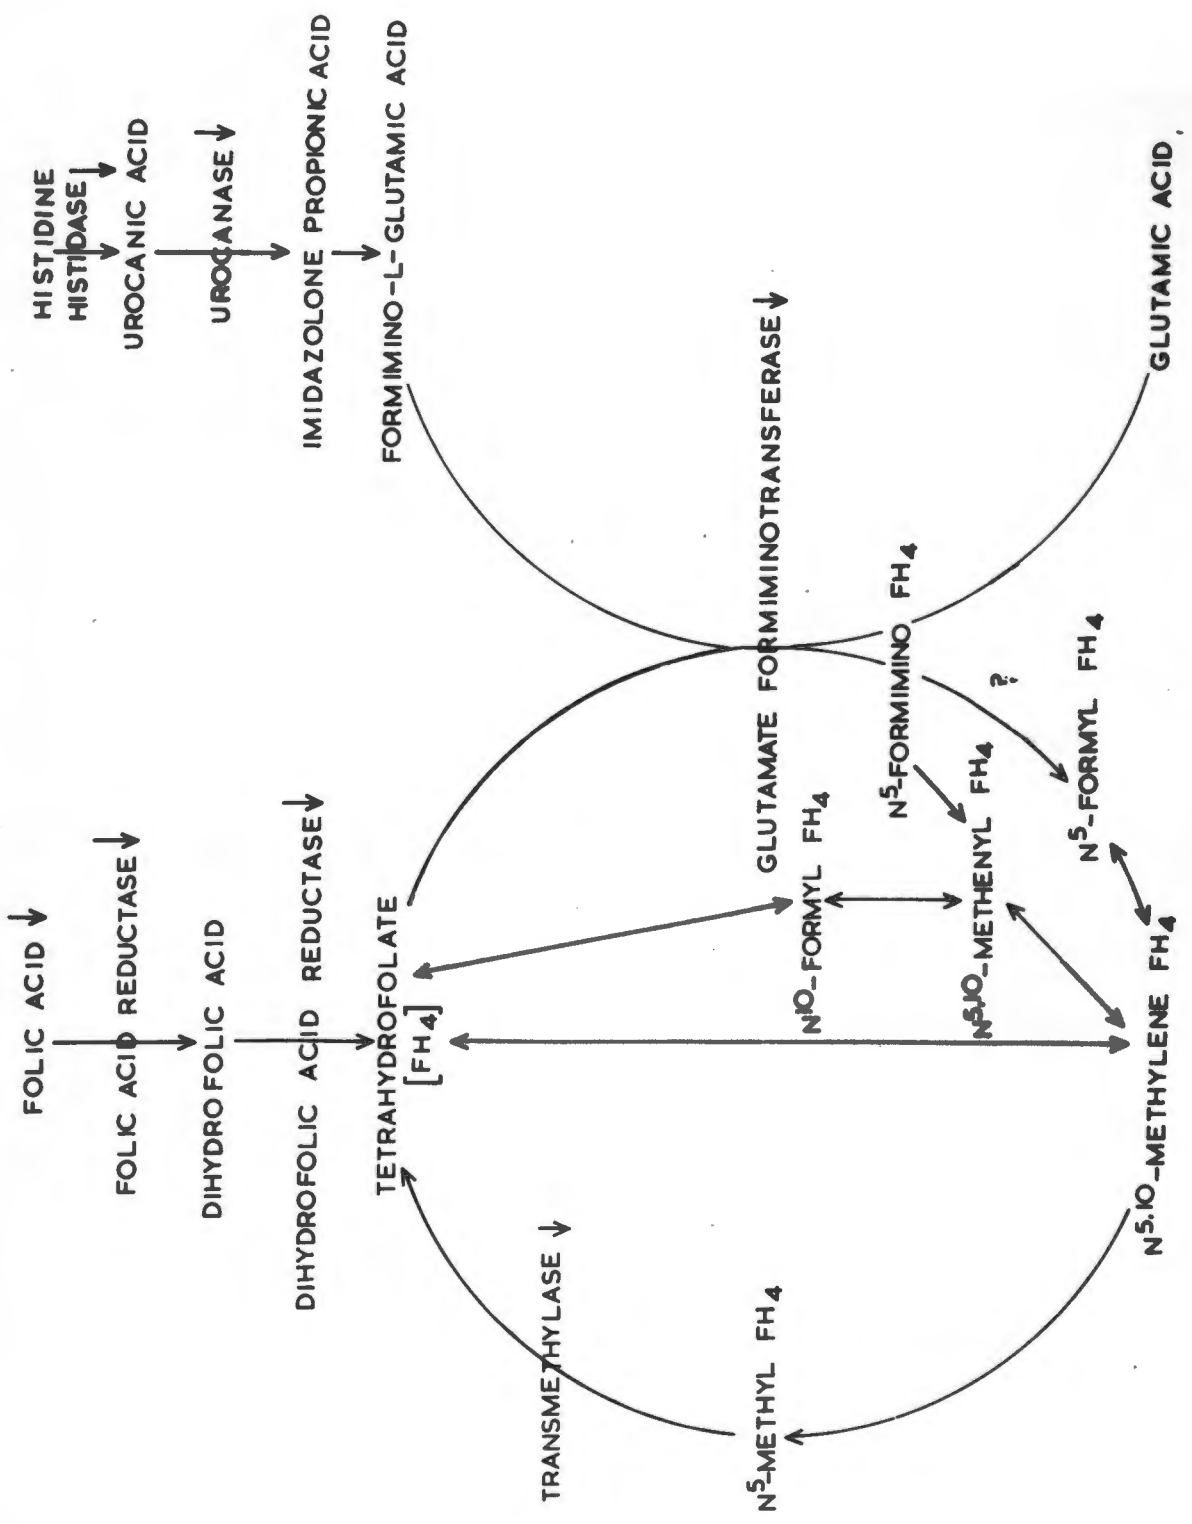 FOLIC ACID ↓
FOLIC ACID REDUCTASE ↓
DIHYDROFOLIC ACID
DIHYDROFOLIC ACID REDUCTASE ↓
TETRAHYDROFOLATE
[FH4]
HISTIDINE
HISTIDASE ↓
UROCANIC ACID
UROCANASE ↓
IMIDAZOLONE PROPIONIC ACID
FORMIMINO-L-GLUTAMIC ACID
TRANSMETHYLASE ↓
N5-METHYL FH4
GLUTAMATE FORMIMINOTRANSFERASE ↓
N10-FORMYL FH4
N5-FORMIMINO FH4
N5.10-METHENYL FH4
?
N5-FORMYL FH4
N5.10-METHYLENE FH4
GLUTAMIC ACID